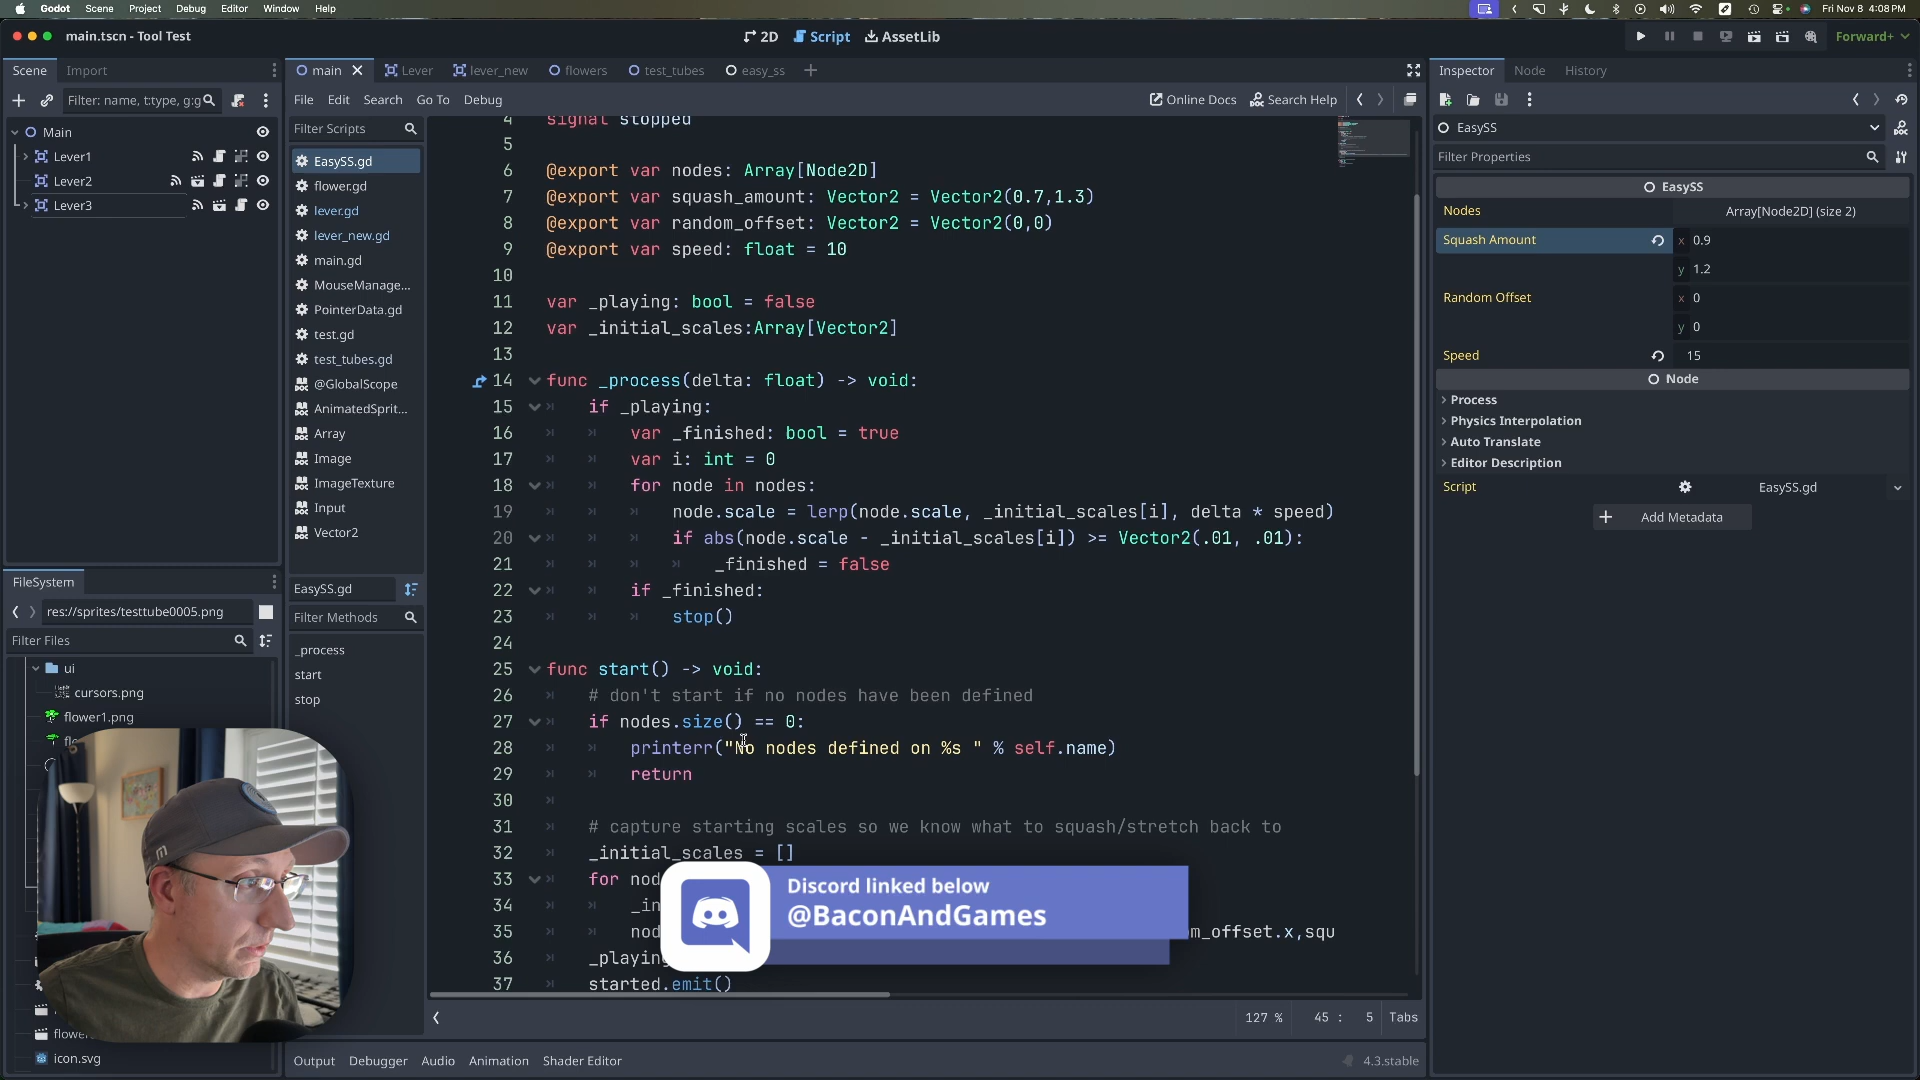 Godot Scene Project Debug Editor Window Help
Fri Nov 8 4:08PM
main.tscn - Tool Test
2D Script AssetLib
Forward+
Scene Import
main Lever lever_new flowers test_tubes easy_ss
Inspector Node History
Filter: name, t:type, g:g
File Edit Search Go To Debug
Online Docs Search Help
Main
Lever1
Lever2
Lever3
Filter Scripts
EasySS.gd
flower.gd
lever.gd
lever_new.gd
main.gd
MouseManage...
PointerData.gd
test.gd
test_tubes.gd
@GlobalScope
AnimatedSprit...
Array
Image
ImageTexture
Input
Vector2
EasySS.gd
Filter Methods
_process
start
stop
4 signal stopped
5
6 @export var nodes: Array[Node2D]
7 @export var squash_amount: Vector2 = Vector2(0.7,1.3)
8 @export var random_offset: Vector2 = Vector2(0,0)
9 @export var speed: float = 10
10
11 var _playing: bool = false
12 var _initial_scales:Array[Vector2]
13
14 func _process(delta: float) -> void:
15 if _playing:
16 var _finished: bool = true
17 var i: int = 0
18 for node in nodes:
19 node.scale = lerp(node.scale, _initial_scales[i], delta * speed)
20 if abs(node.scale - _initial_scales[i]) >= Vector2(.01, .01):
21 _finished = false
22 if _finished:
23 stop()
24
25 func start() -> void:
26 # don't start if no nodes have been defined
27 if nodes.size() == 0:
28 printerr("No nodes defined on %s " % self.name)
29 return
30
31 # capture starting scales so we know what to squash/stretch back to
32 _initial_scales = []
33 for nod
34 _in
35 nod m_offset.x,squ
36 _playing
37 started.emit()
Discord linked below
@BaconAndGames
127 % 45 : 5 Tabs
Output Debugger Audio Animation Shader Editor
4.3.stable
EasySS
Filter Properties
EasySS
Nodes Array[Node2D] (size 2)
Squash Amount x 0.9
y 1.2
Random Offset x 0
y 0
Speed 15
Node
Process
Physics Interpolation
Auto Translate
Editor Description
Script EasySS.gd
Add Metadata
FileSystem
res://sprites/testtube0005.png
Filter Files
ui
cursors.png
flower1.png
flo
flower
icon.svg